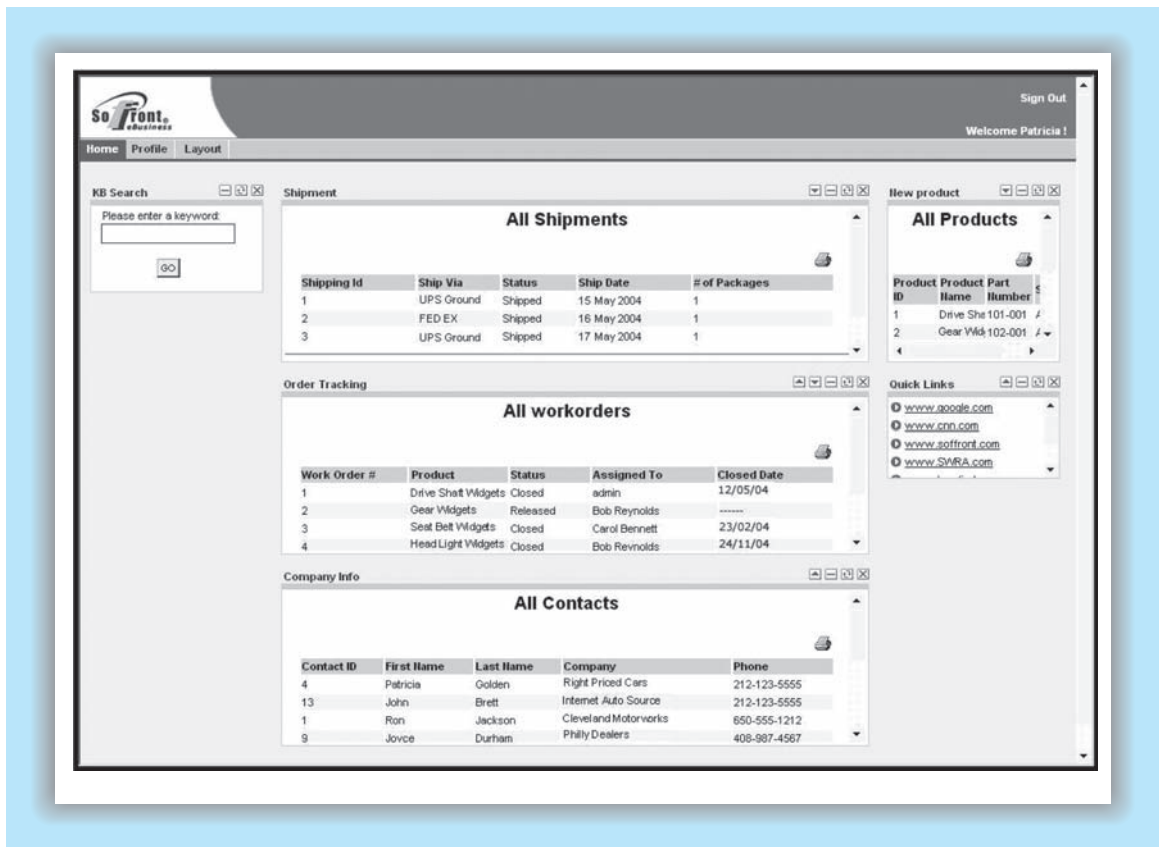 Soffront®
eBusiness
Sign Out
Welcome Patricia !
Home Profile Layout
KB Search
Please enter a keyword:
GO
Shipment
All Shipments
Shipping Id Ship Via Status Ship Date # of Packages
1 UPS Ground Shipped 15 May 2004 1
2 FED EX Shipped 16 May 2004 1
3 UPS Ground Shipped 17 May 2004 1
New product
All Products
Product ID Product Name Part Number
1 Drive Sha 101-001
2 Gear Wid 102-001
Order Tracking
All workorders
Work Order # Product Status Assigned To Closed Date
1 Drive Shaft Widgets Closed admin 12/05/04
2 Gear Widgets Released Bob Reynolds ------
3 Seat Belt Widgets Closed Carol Bennett 23/02/04
4 Head Light Widgets Closed Bob Reynolds 24/11/04
Quick Links
www.google.com
www.cnn.com
www.soffront.com
www.SWRA.com
Company Info
All Contacts
Contact ID First Name Last Name Company Phone
4 Patricia Golden Right Priced Cars 212-123-5555
13 John Brett Internet Auto Source 212-123-5555
1 Ron Jackson Cleveland Motorworks 650-555-1212
9 Joyce Durham Philly Dealers 408-987-4567